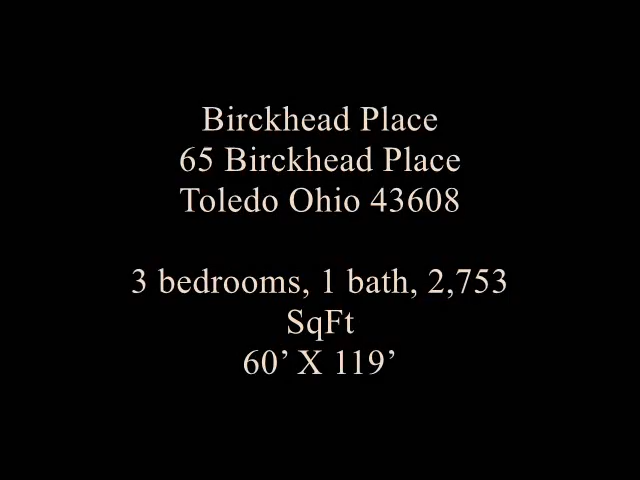 Birckhead Place
65 Birckhead Place
Toledo Ohio 43608
3 bedrooms, 1 bath, 2,753
SqFt
60’ X 119’